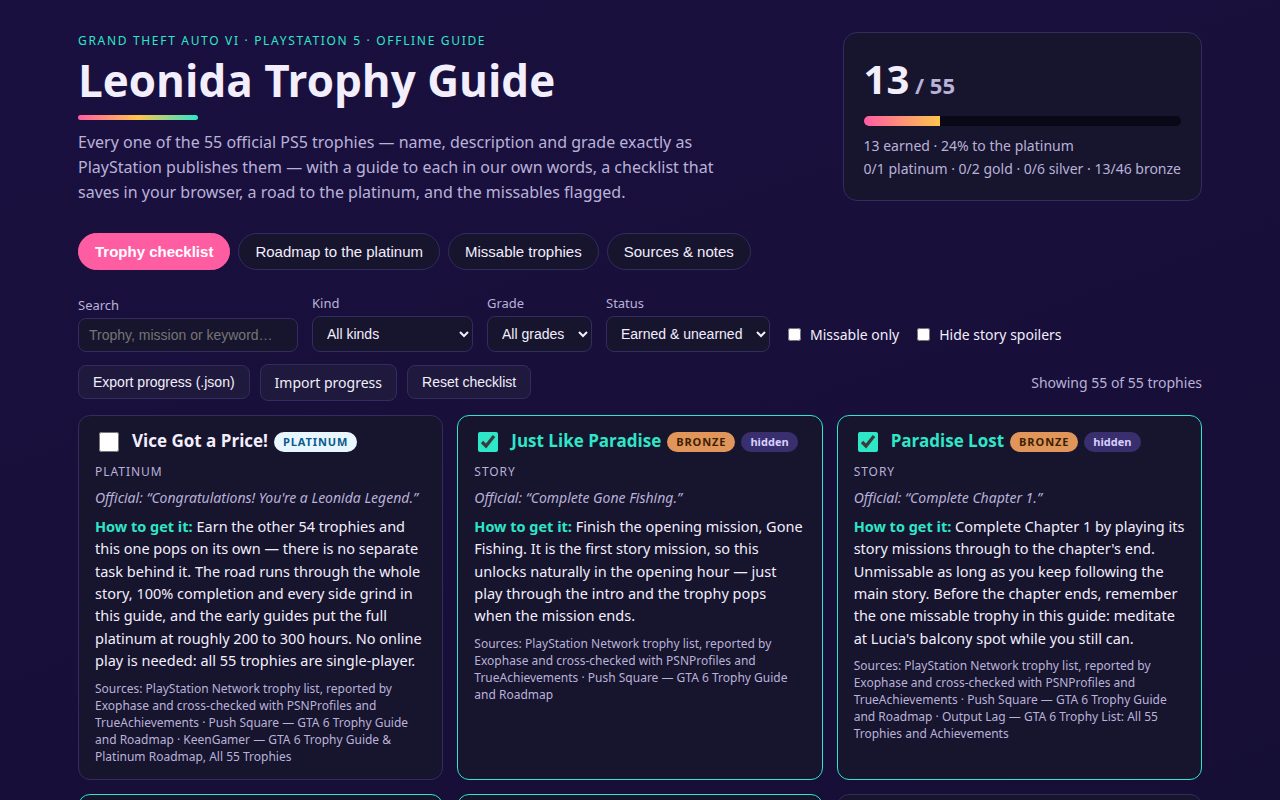 GRAND THEFT AUTO VI · PLAYSTATION 5 · OFFLINE GUIDE
Leonida Trophy Guide
Every one of the 55 official PS5 trophies — name, description and grade exactly as
PlayStation publishes them — with a guide to each in our own words, a checklist that
saves in your browser, a road to the platinum, and the missables flagged.
13 / 55
13 earned · 24% to the platinum
0/1 platinum · 0/2 gold · 0/6 silver · 13/46 bronze
Trophy checklist
Roadmap to the platinum
Missable trophies
Sources & notes
Search
Kind
Grade
Status
Trophy, mission or keyword…
All kinds
All grades
Earned & unearned
Missable only
Hide story spoilers
Export progress (.json)
Import progress
Reset checklist
Showing 55 of 55 trophies
Vice Got a Price! PLATINUM
PLATINUM
Official: “Congratulations! You're a Leonida Legend.”
How to get it: Earn the other 54 trophies and
this one pops on its own — there is no separate
task behind it. The road runs through the whole
story, 100% completion and every side grind in
this guide, and the early guides put the full
platinum at roughly 200 to 300 hours. No online
play is needed: all 55 trophies are single-player.
Sources: PlayStation Network trophy list, reported by
Exophase and cross-checked with PSNProfiles and
TrueAchievements · Push Square — GTA 6 Trophy Guide
and Roadmap · KeenGamer — GTA 6 Trophy Guide &
Platinum Roadmap, All 55 Trophies
Just Like Paradise BRONZE hidden
STORY
Official: “Complete Gone Fishing.”
How to get it: Finish the opening mission, Gone
Fishing. It is the first story mission, so this
unlocks naturally in the opening hour — just
play through the intro and the trophy pops
when the mission ends.
Sources: PlayStation Network trophy list, reported by
Exophase and cross-checked with PSNProfiles and
TrueAchievements · Push Square — GTA 6 Trophy Guide
and Roadmap
Paradise Lost BRONZE hidden
STORY
Official: “Complete Chapter 1.”
How to get it: Complete Chapter 1 by playing its
story missions through to the chapter's end.
Unmissable as long as you keep following the
main story. Before the chapter ends, remember
the one missable trophy in this guide: meditate
at Lucia's balcony spot while you still can.
Sources: PlayStation Network trophy list, reported by
Exophase and cross-checked with PSNProfiles and
TrueAchievements · Push Square — GTA 6 Trophy Guide
and Roadmap · Output Lag — GTA 6 Trophy List: All 55
Trophies and Achievements